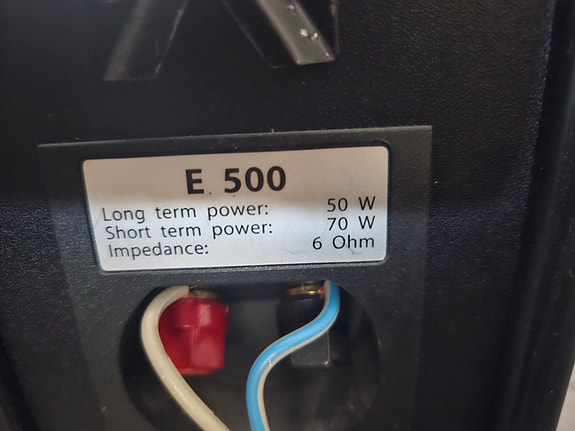 E 500
Long term power: 50 W
Short term power: 70 W
Impedance: 6 Ohm